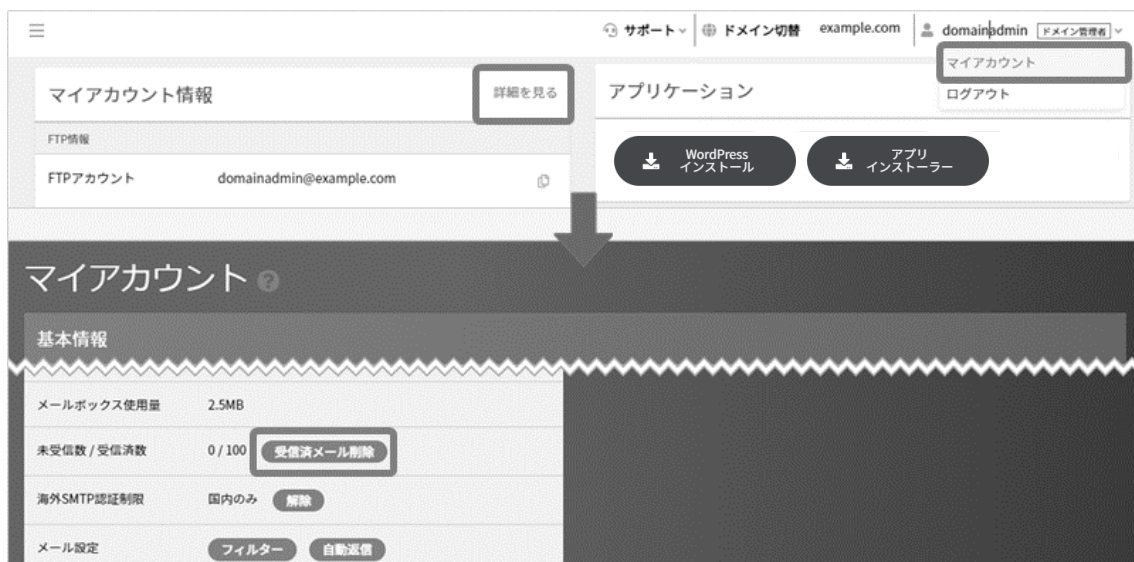 サポート ドメイン切替 example.com domainadmin ドメイン管理者
マイアカウント
ログアウト
マイアカウント情報 詳細を見る
FTP情報
FTPアカウント domainadmin@example.com
アプリケーション
WordPress
インストール
アプリ
インストーラー
マイアカウント
基本情報
メールボックス使用量 2.5MB
未受信数 / 受信済数 0 / 100 受信済メール削除
海外SMTP認証制限 国内のみ 解除
メール設定 フィルター 自動返信